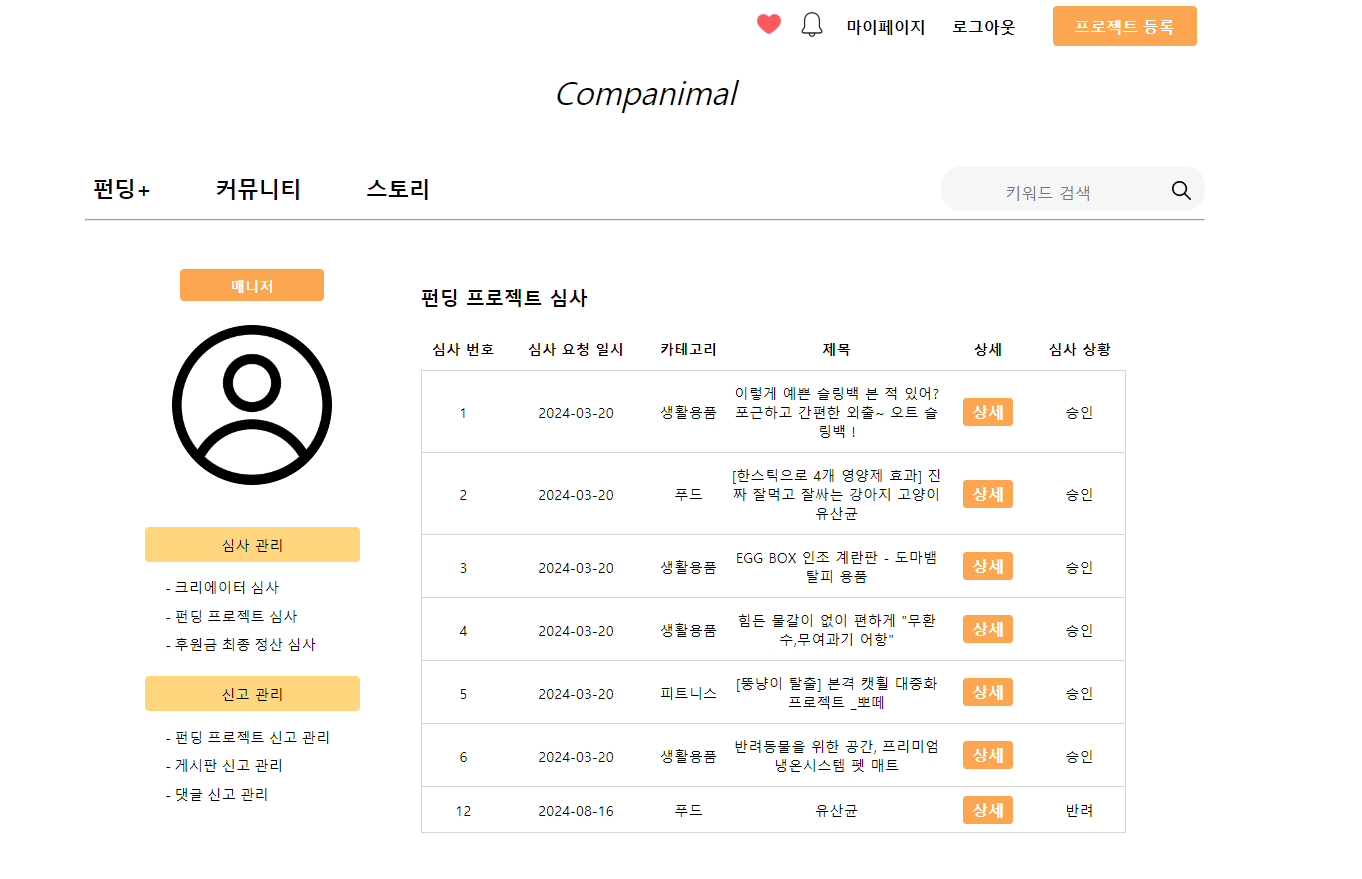 마이페이지 로그아웃 프로젝트 등록
Companimal
펀딩+ 커뮤니티 스토리 키워드 검색
매니저
심사 관리
- 크리에이터 심사
- 펀딩 프로젝트 심사
- 후원금 최종 정산 심사
신고 관리
- 펀딩 프로젝트 신고 관리
- 게시판 신고 관리
- 댓글 신고 관리
펀딩 프로젝트 심사
심사 번호 심사 요청 일시 카테고리 제목 상세 심사 상황
이렇게 예쁜 슬링백 본 적 있어?
1 2024-03-20 생활용품 포근하고 간편한 외출~ 오트 슬 상세 승인
링백 !
[한스틱으로 4개 영양제 효과] 진
2 2024-03-20 푸드 짜 잘먹고 잘싸는 강아지 고양이 상세 승인
유산균
3 2024-03-20 생활용품 EGG BOX 인조 계란판 - 도마뱀 상세 승인
탈피 용품
4 2024-03-20 생활용품 힘든 물갈이 없이 편하게 "무환 상세 승인
수,무여과기 어항"
5 2024-03-20 피트니스 [뚱냥이 탈출] 본격 캣휠 대중화 상세 승인
프로젝트 _뽀떼
6 2024-03-20 생활용품 반려동물을 위한 공간, 프리미엄 상세 승인
냉온시스템 펫 매트
12 2024-08-16 푸드 유산균 상세 반려